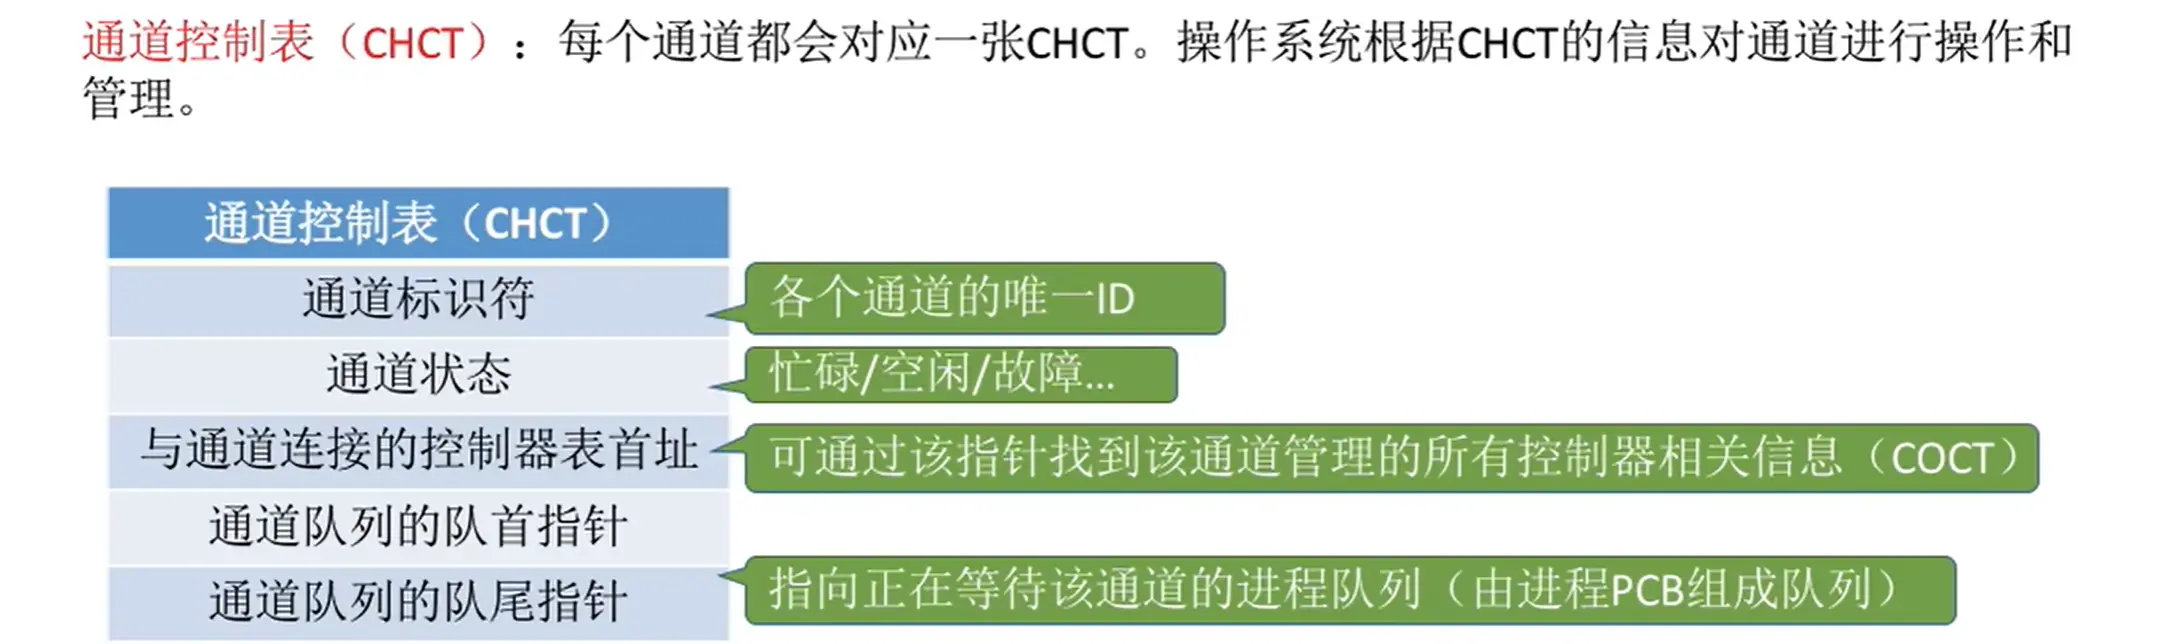 通道控制表（CHCT）：每个通道都会对应一张CHCT。操作系统根据CHCT的信息对通道进行操作和
管理。
通道控制表（CHCT）
通道标识符
各个通道的唯一ID
通道状态
忙碌/空闲/故障...
与通道连接的控制器表首址
可通过该指针找到该通道管理的所有控制器相关信息（COCT）
通道队列的队首指针
通道队列的队尾指针
指向正在等待该通道的进程队列（由进程PCB组成队列）